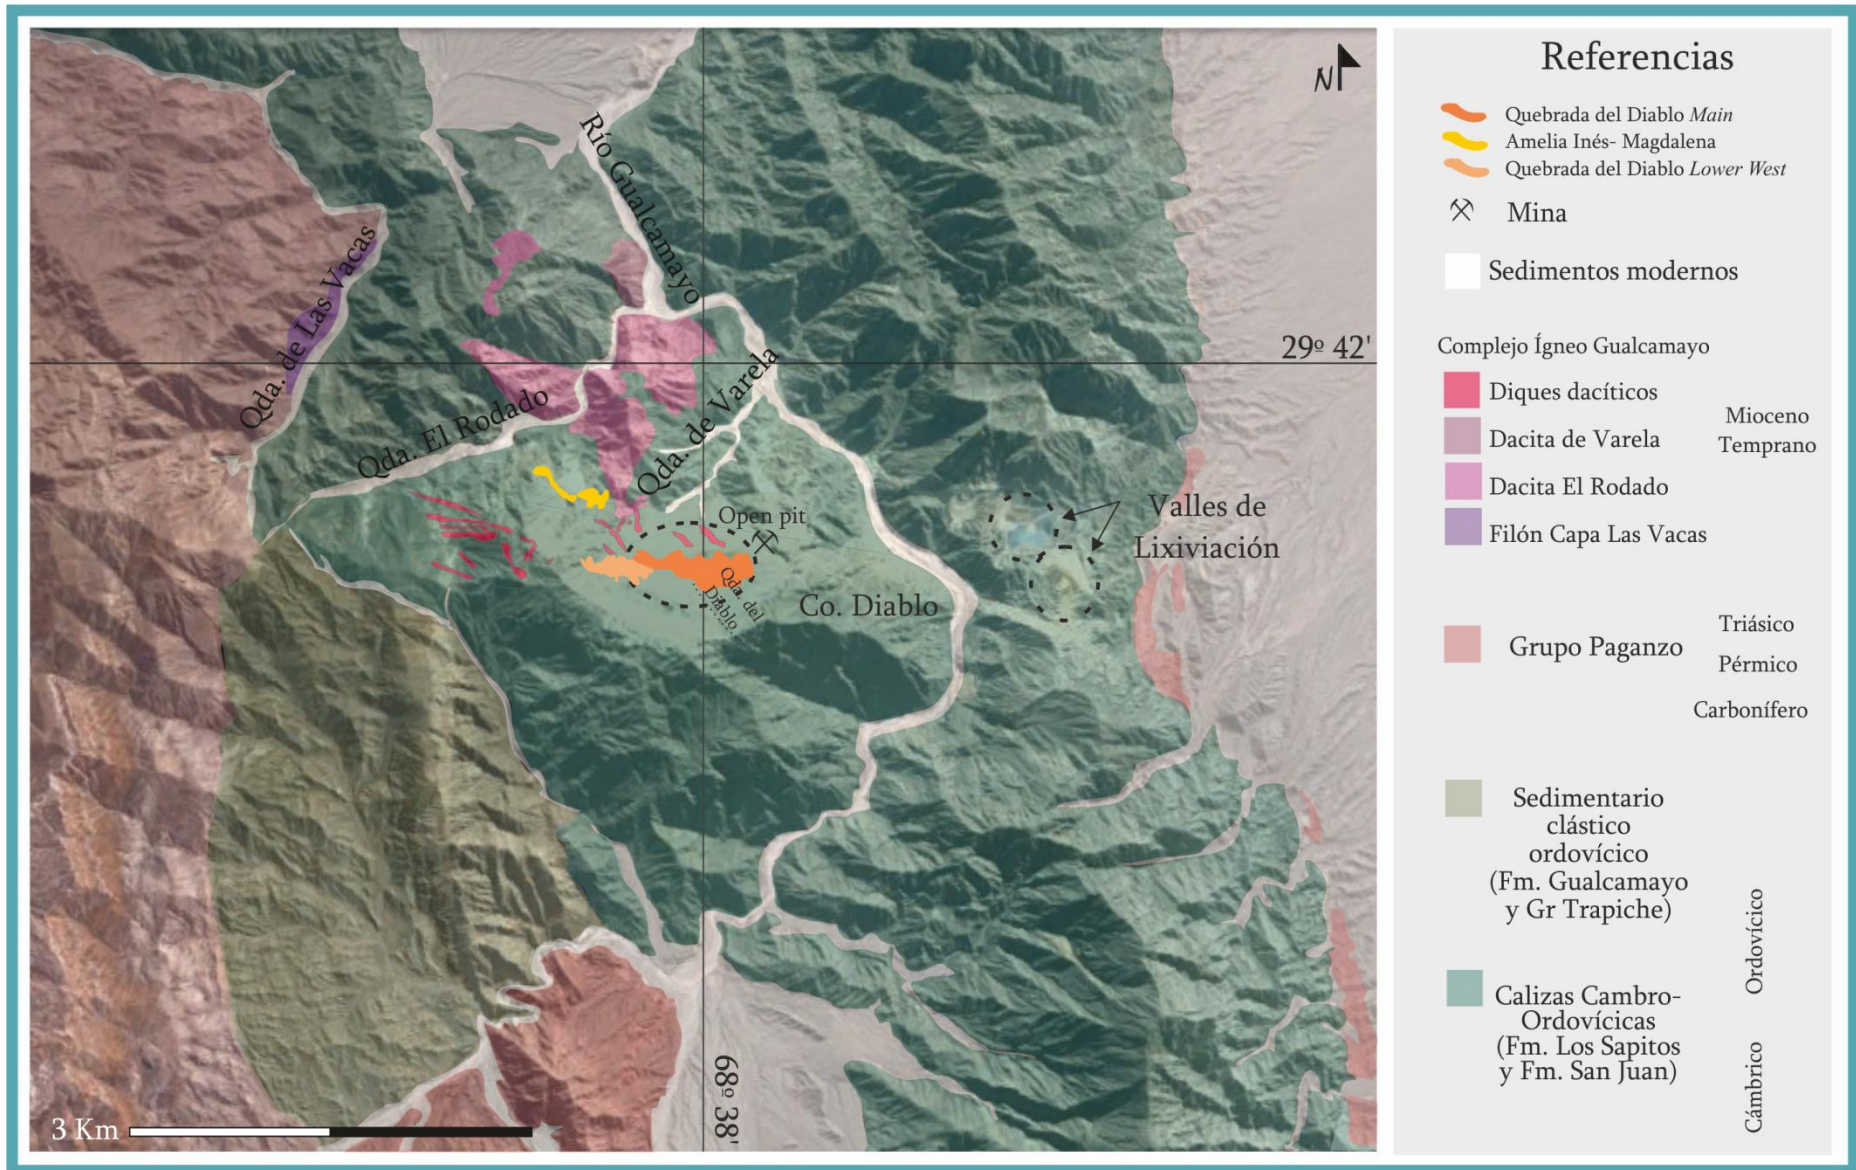 N
Río Gualcamayo
Qda. de Las Vacas
29º 42'
Qda. El Rodado
Qda. de Varela
Open pit
Valles de
Lixiviación
Qda. del
Diablo
Co. Diablo
68º 38'
3 Km
Referencias
Quebrada del Diablo Main
Amelia Inés- Magdalena
Quebrada del Diablo Lower West
Mina
Sedimentos modernos
Complejo Ígneo Gualcamayo
Diques dacíticos
Dacita de Varela
Mioceno
Temprano
Dacita El Rodado
Filón Capa Las Vacas
Grupo Paganzo
Triásico
Pérmico
Carbonífero
Sedimentario
clástico
ordovícico
(Fm. Gualcamayo
y Gr Trapiche)
Ordovícico
Calizas Cambro-
Ordovícicas
(Fm. Los Sapitos
y Fm. San Juan)
Cámbrico